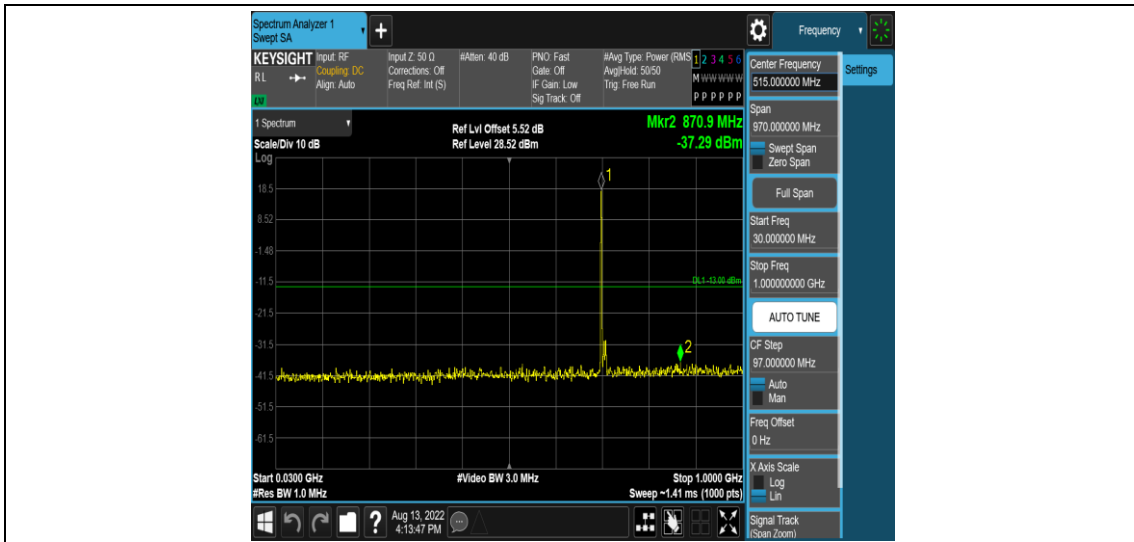 Spectrum Analyzer 1
Swept SA
+
Frequency
KEYSIGHT
RL
LXI
Input: RF
Coupling: DC
Align: Auto
Input Z: 50 Ω
Corrections: Off
Freq Ref: Int (S)
#Atten: 40 dB
PNO: Fast
Gate: Off
IF Gain: Low
Sig Track: Off
#Avg Type: Power (RMS
Avg|Hold: 50/50
Trig: Free Run
1 2 3 4 5 6
M W W W W W
P P P P P P
1 Spectrum
Scale/Div 10 dB
Log
Ref Lvl Offset 5.52 dB
Ref Level 28.52 dBm
Mkr2 870.9 MHz
-37.29 dBm
1
18.5
8.52
-1.48
-11.5
DL1 -13.00 dBm
-21.5
-31.5
2
-41.5
-51.5
-61.5
Start 0.0300 GHz
#Res BW 1.0 MHz
#Video BW 3.0 MHz
Stop 1.0000 GHz
Sweep ~1.41 ms (1000 pts)
?
Aug 13, 2022
4:13:47 PM
Center Frequency
515.000000 MHz
Settings
Span
970.000000 MHz
Swept Span
Zero Span
Full Span
Start Freq
30.000000 MHz
Stop Freq
1.000000000 GHz
AUTO TUNE
CF Step
97.000000 MHz
Auto
Man
Freq Offset
0 Hz
X Axis Scale
Log
Lin
Signal Track
(Span Zoom)